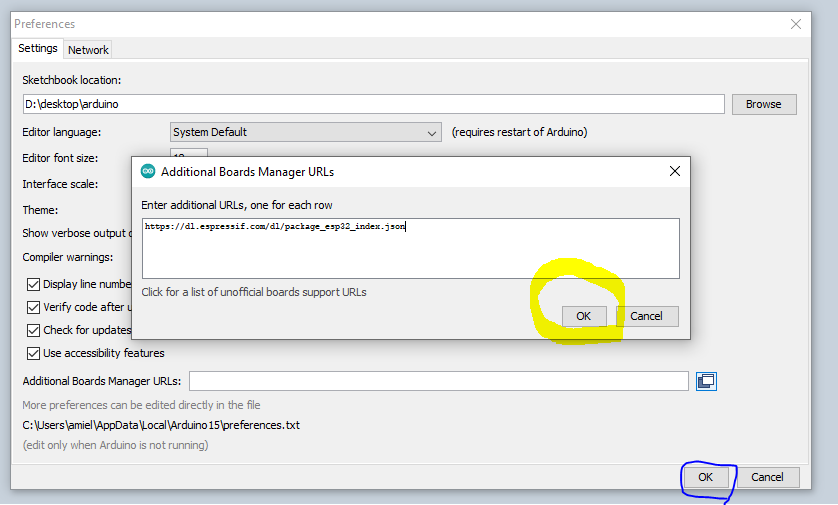 Preferences
Settings
Network
Sketchbook location:
D:\desktop\arduino
Browse
Editor language:
System Default
(requires restart of Arduino)
Editor font size:
Interface scale:
Theme:
Show verbose output
Compiler warnings:
Display line numbe
Verify code after u
Check for updates
Use accessibility features
Additional Boards Manager URLs:
More preferences can be edited directly in the file
C:\Users\amiel\AppData\Local\Arduino15\preferences.txt
(edit only when Arduino is not running)
OK
Cancel
Additional Boards Manager URLs
Enter additional URLs, one for each row
https://dl.espressif.com/dl/package_esp32_index.json
Click for a list of unofficial boards support URLs
OK
Cancel